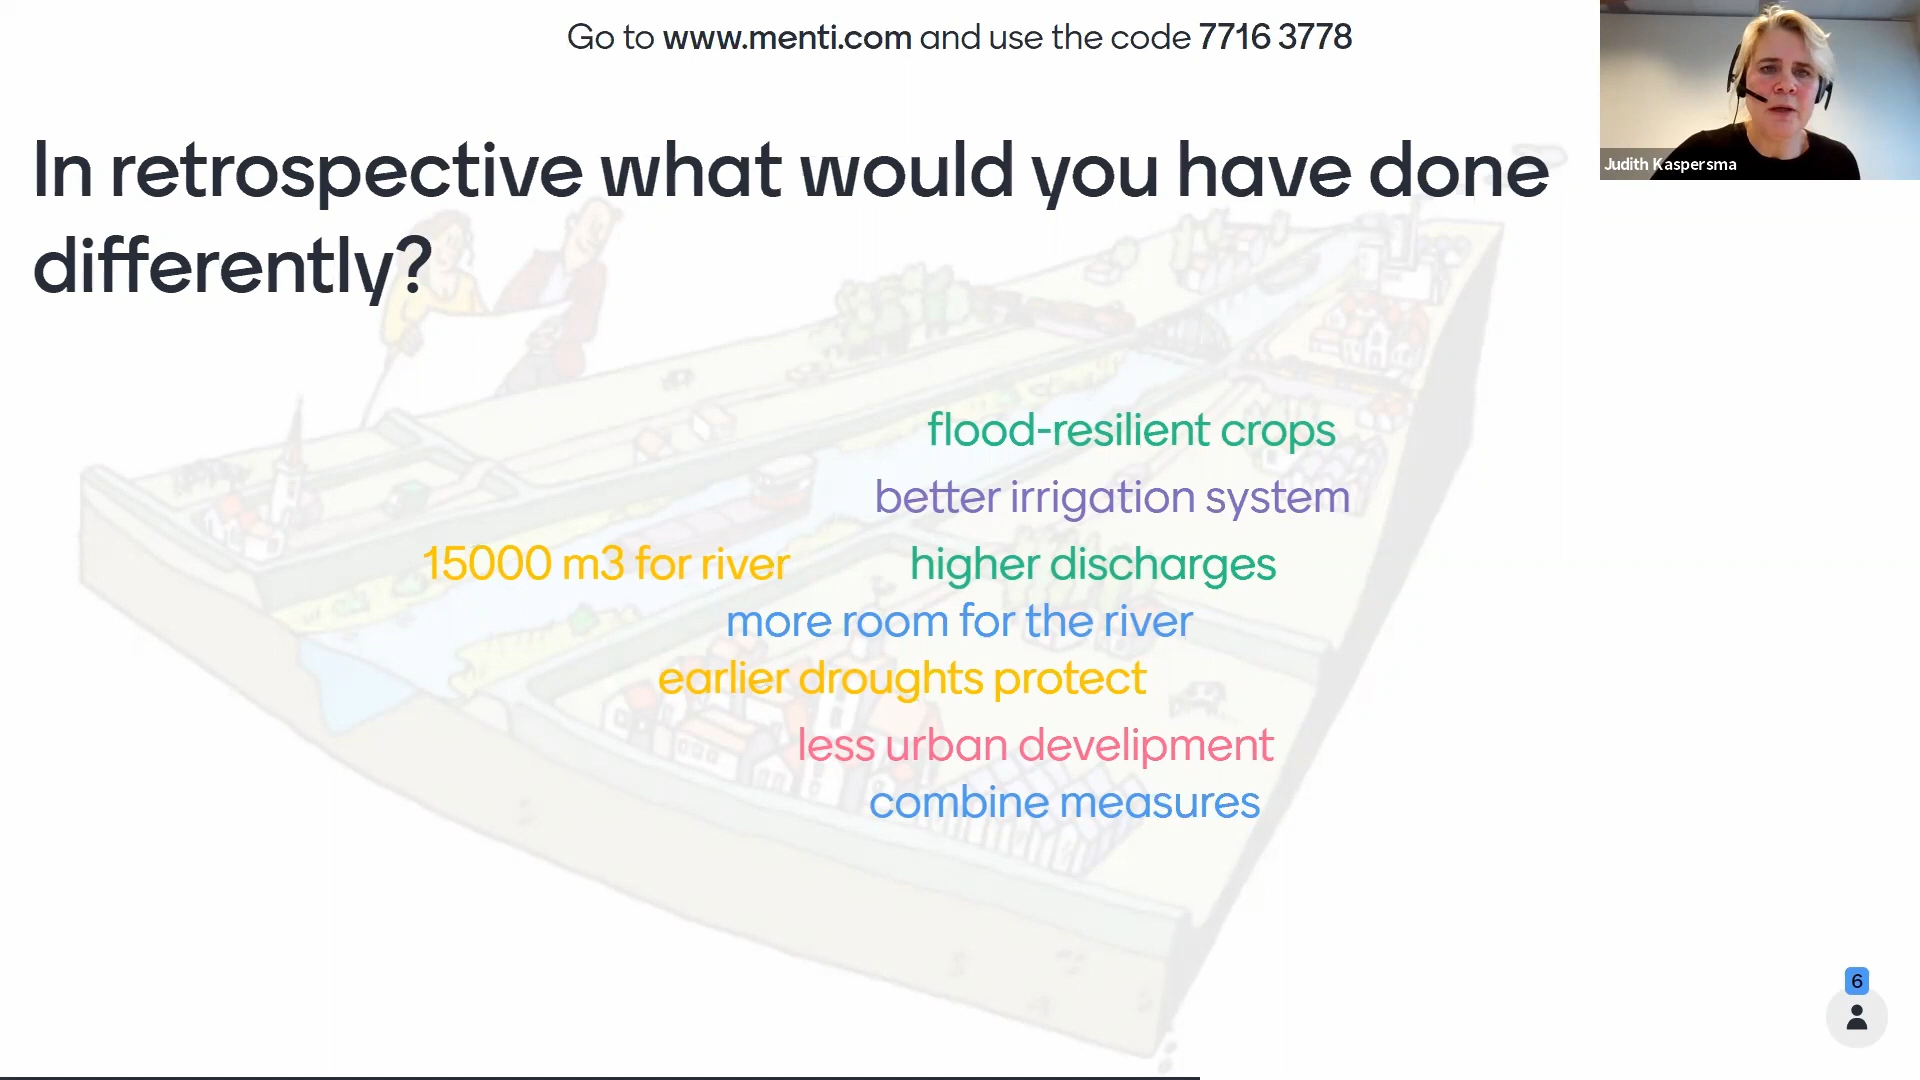 Go to www.menti.com and use the code 7716 3778
Judith Kaspersma
In retrospective what would you have done
differently?
flood-resilient crops
better irrigation system
15000 m3 for river
higher discharges
more room for the river
earlier droughts protect
less urban develipment
combine measures
6